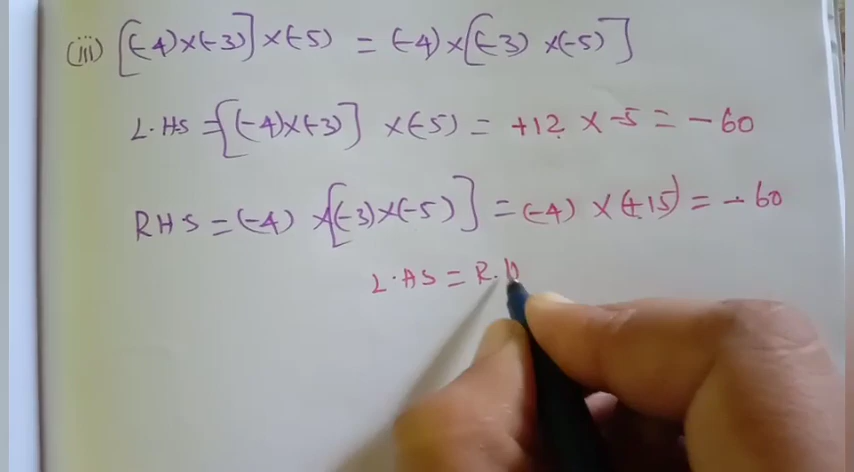 (iii) [(-4)×(-3)]×(-5) = (-4)×[(-3)×(-5)]
L.HS =[(-4)×(-3)] ×(-5) = +12 × -5 = -60
RHS = (-4) ×[(-3)×(-5)] = (-4) × (+15) = -60
L.HS = R.H